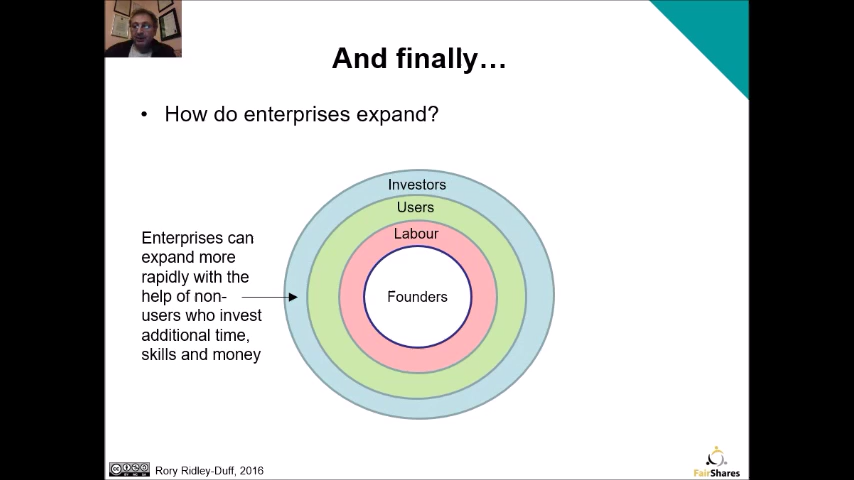 And finally…
• How do enterprises expand?
Investors
Users
Labour
Founders
Enterprises can
expand more
rapidly with the
help of non-
users who invest
additional time,
skills and money
Rory Ridley-Duff, 2016
FairShares